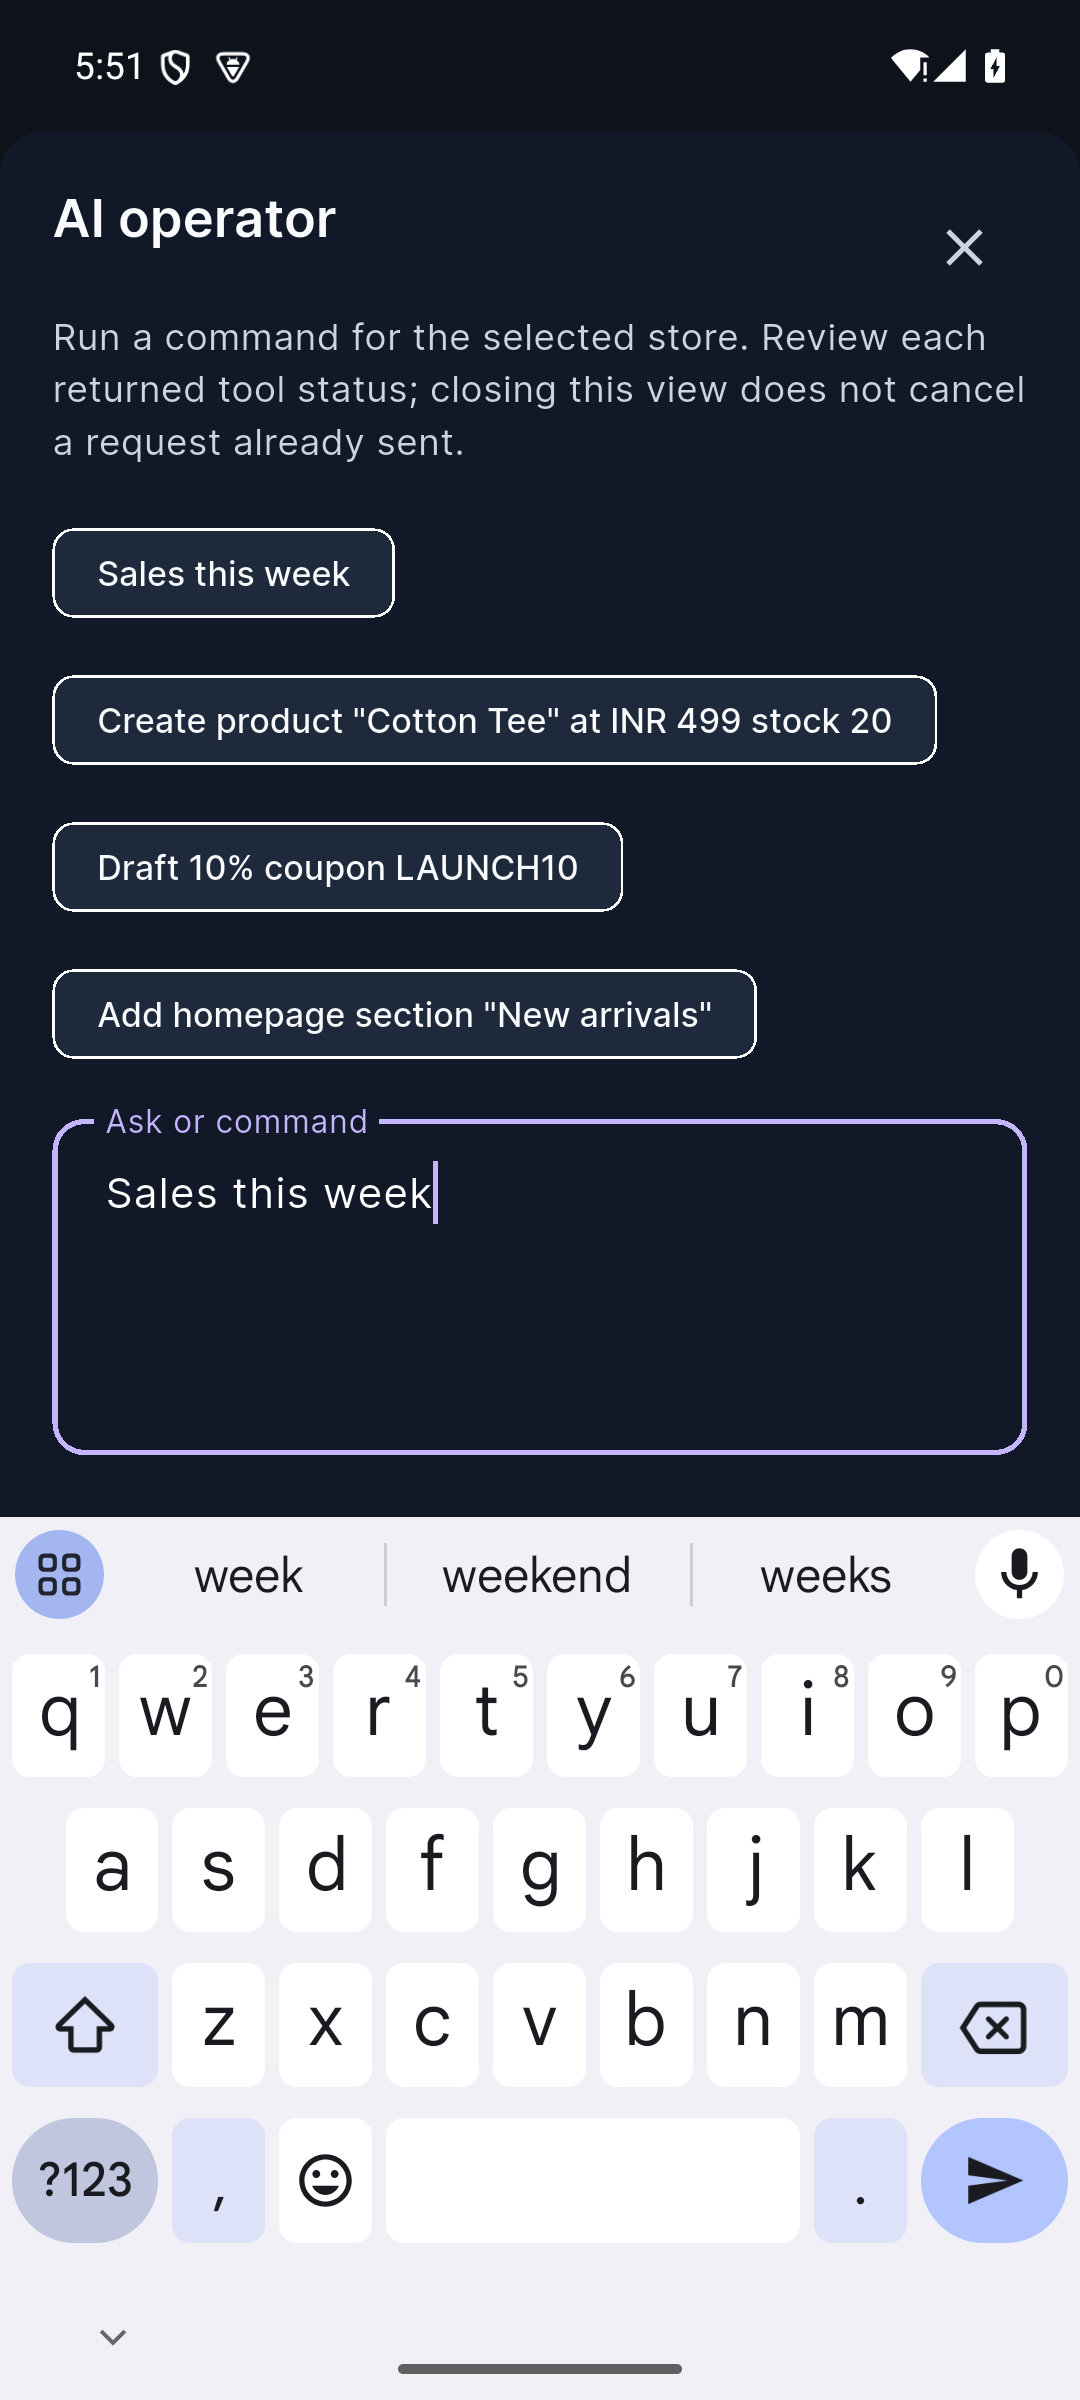 5:51
AI operator
Run a command for the selected store. Review each
returned tool status; closing this view does not cancel
a request already sent.
Sales this week
Create product "Cotton Tee" at INR 499 stock 20
Draft 10% coupon LAUNCH10
Add homepage section "New arrivals"
Ask or command
Sales this week
week weekend weeks
q 1 w 2 e 3 r 4 t 5 y 6 u 7 i 8 o 9 p 0
a s d f g h j k l
z x c v b n m
?123 , .